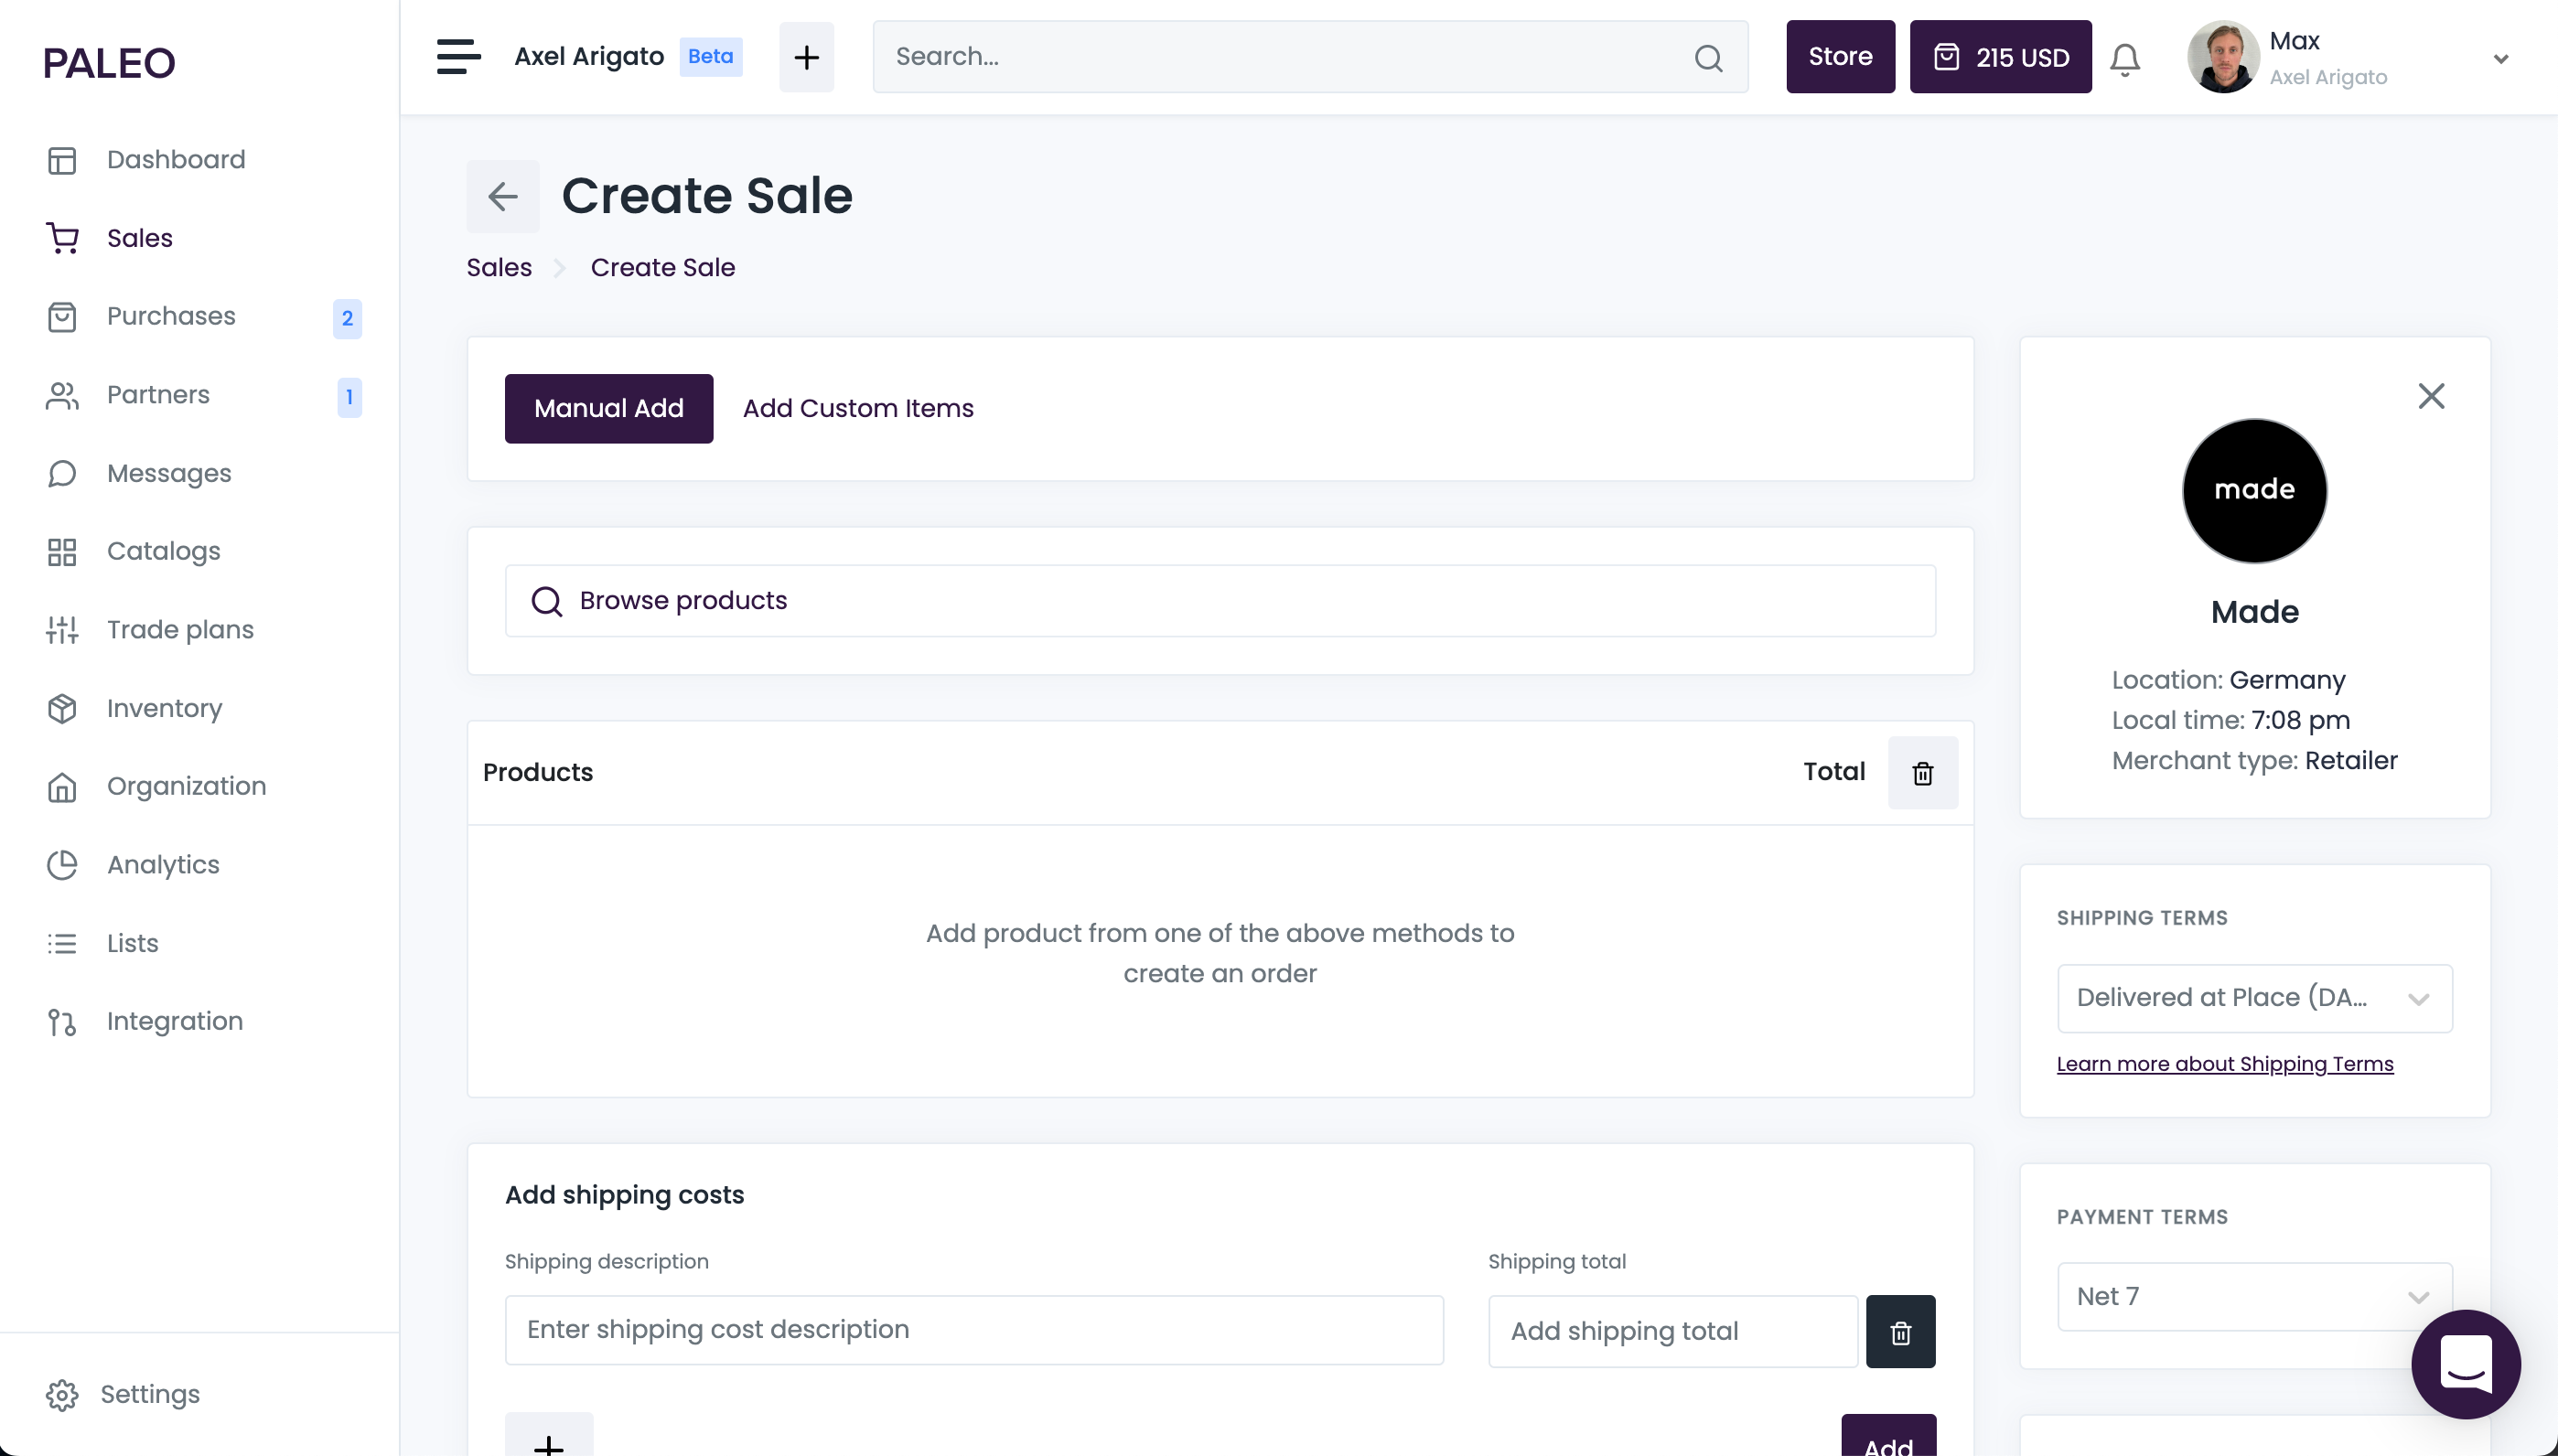 PALEO
Axel Arigato
Beta
Search...
Store
215 USD
Max
Axel Arigato
Dashboard
Sales
Purchases
2
Partners
1
Messages
Catalogs
Trade plans
Inventory
Organization
Analytics
Lists
Integration
Settings
Create Sale
Sales
Create Sale
Manual Add
Add Custom Items
Browse products
Products
Total
Add product from one of the above methods to
create an order
Add shipping costs
Shipping description
Shipping total
Enter shipping cost description
Add shipping total
Add
made
Made
Location: Germany
Local time: 7:08 pm
Merchant type: Retailer
SHIPPING TERMS
Delivered at Place (DA...
Learn more about Shipping Terms
PAYMENT TERMS
Net 7